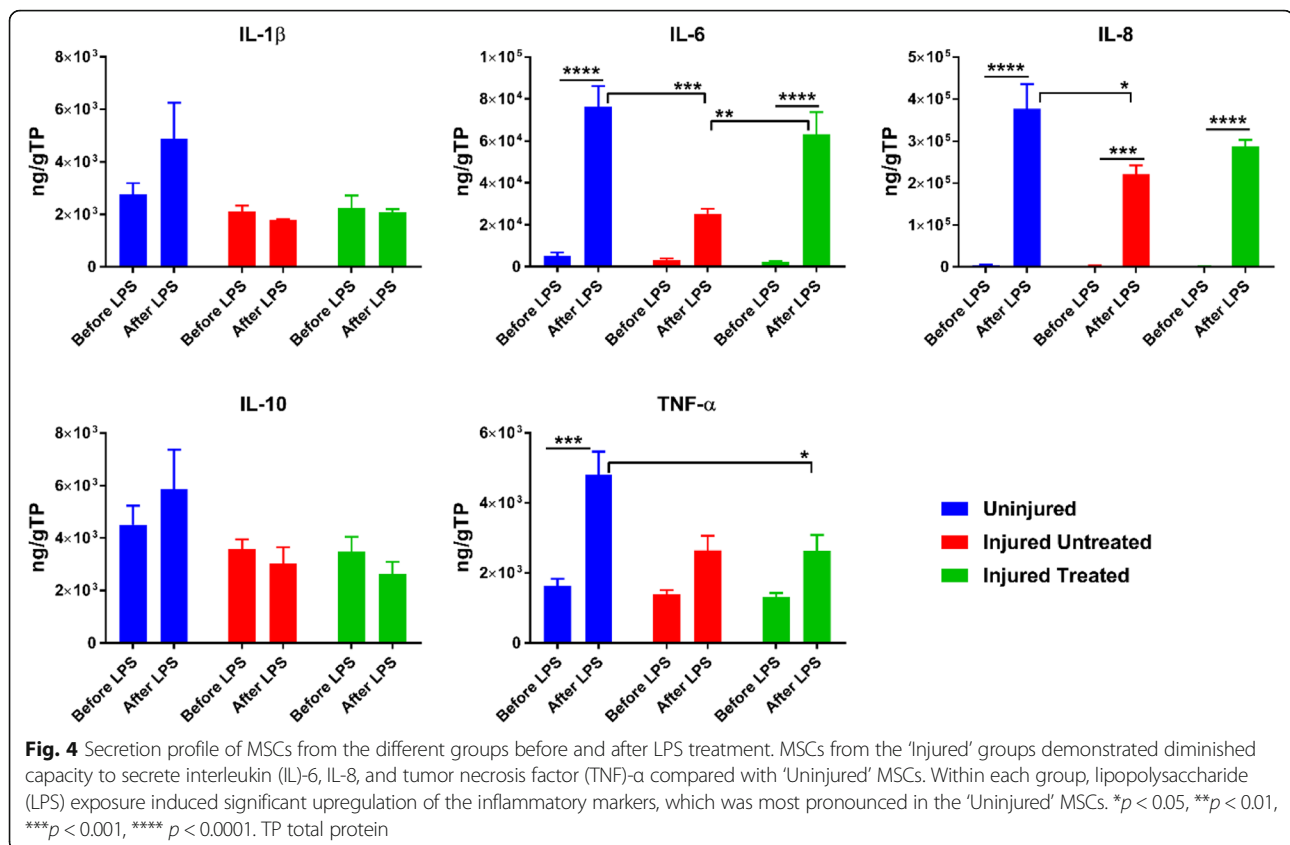 IL-1β
8×10³
6×10³
4×10³
2×10³
0
ng/gTP
Before LPS
After LPS
Before LPS
After LPS
Before LPS
After LPS
IL-6
1×10⁵
8×10⁴
6×10⁴
4×10⁴
2×10⁴
0
ng/gTP
****
***
**
****
Before LPS
After LPS
Before LPS
After LPS
Before LPS
After LPS
IL-8
5×10⁵
4×10⁵
3×10⁵
2×10⁵
1×10⁵
0
ng/gTP
****
*
***
****
Before LPS
After LPS
Before LPS
After LPS
Before LPS
After LPS
IL-10
8×10³
6×10³
4×10³
2×10³
0
ng/gTP
Before LPS
After LPS
Before LPS
After LPS
Before LPS
After LPS
TNF-α
6×10³
4×10³
2×10³
0
ng/gTP
***
*
Before LPS
After LPS
Before LPS
After LPS
Before LPS
After LPS
Uninjured
Injured Untreated
Injured Treated
Fig. 4 Secretion profile of MSCs from the different groups before and after LPS treatment. MSCs from the ‘Injured’ groups demonstrated diminished
capacity to secrete interleukin (IL)-6, IL-8, and tumor necrosis factor (TNF)-α compared with ‘Uninjured’ MSCs. Within each group, lipopolysaccharide
(LPS) exposure induced significant upregulation of the inflammatory markers, which was most pronounced in the ‘Uninjured’ MSCs. *p < 0.05, **p < 0.01,
***p < 0.001, **** p < 0.0001. TP total protein